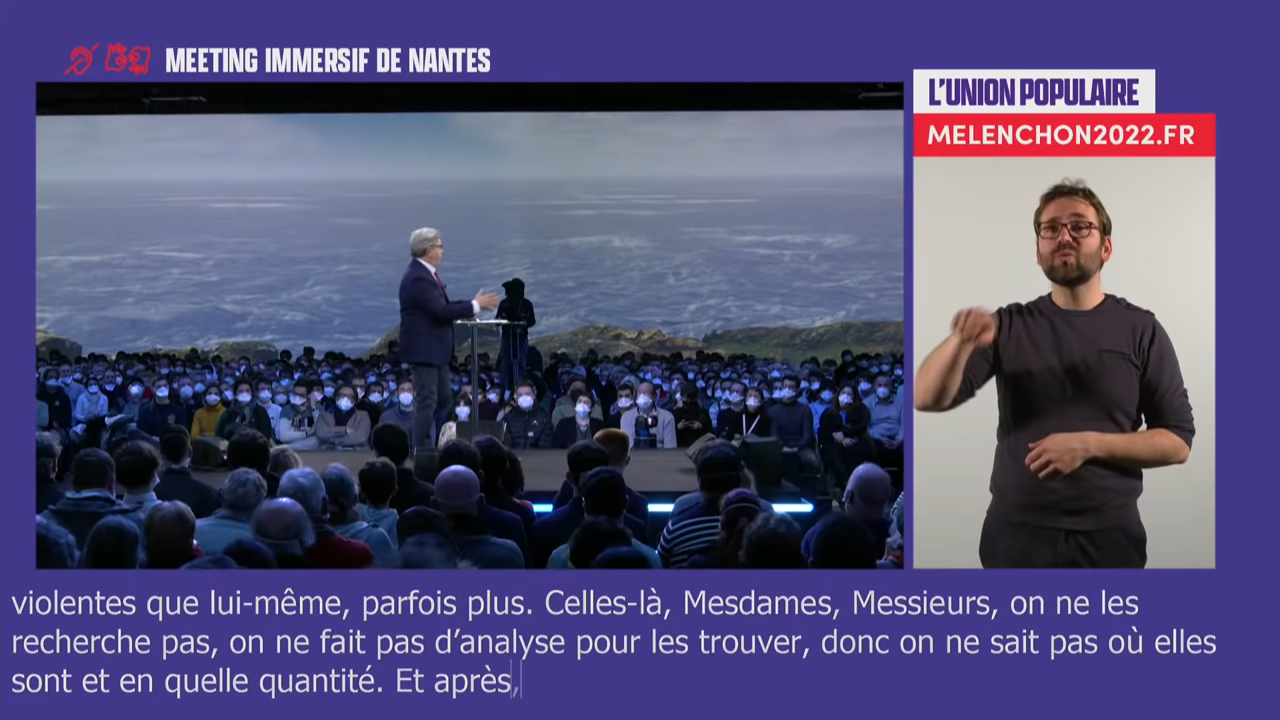 MEETING IMMERSIF DE NANTES
L'UNION POPULAIRE
MELENCHON2022.FR
violentes que lui-même, parfois plus. Celles-là, Mesdames, Messieurs, on ne les
recherche pas, on ne fait pas d’analyse pour les trouver, donc on ne sait pas où elles
sont et en quelle quantité. Et après,